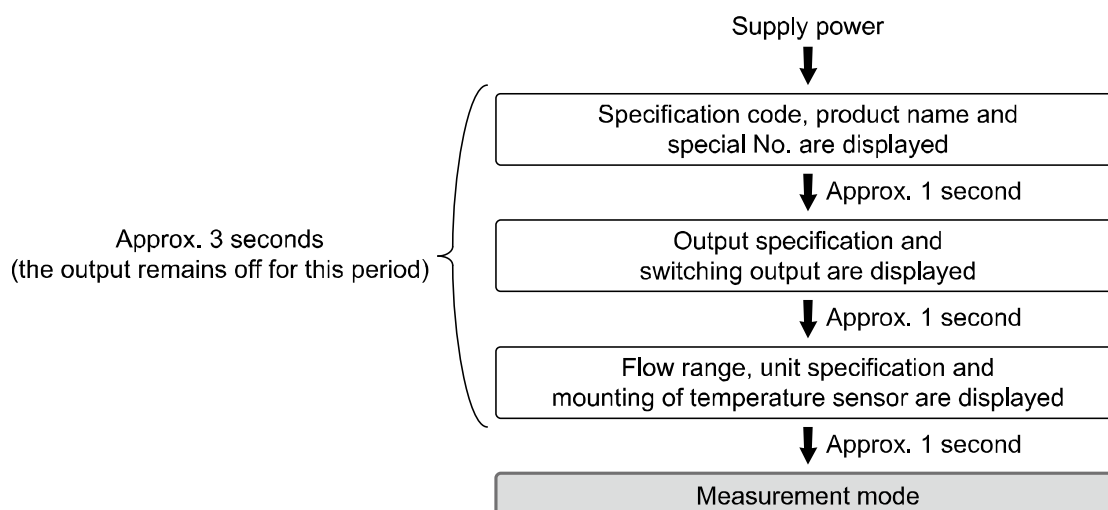 Supply power
Specification code, product name and
special No. are displayed
Approx. 1 second
Approx. 3 seconds
(the output remains off for this period)
Output specification and
switching output are displayed
Approx. 1 second
Flow range, unit specification and
mounting of temperature sensor are displayed
Approx. 1 second
Measurement mode